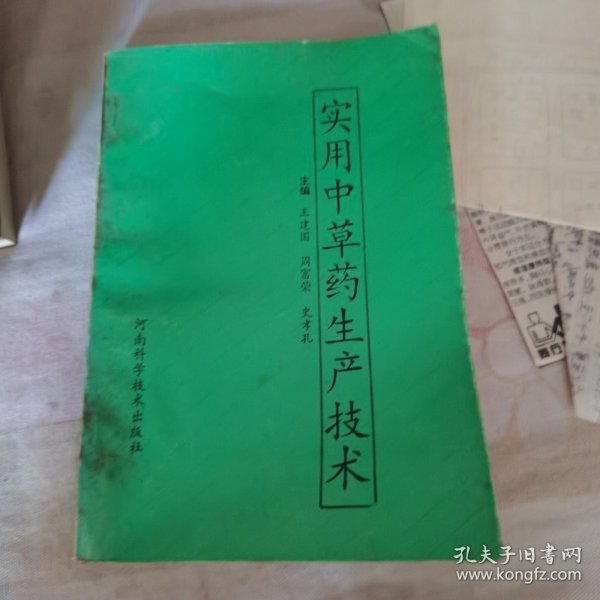 实用中草药生产技术
主编 王建国 周富荣 史孝孔
河南科学技术出版社
孔夫子旧书网
www.kongfz.com